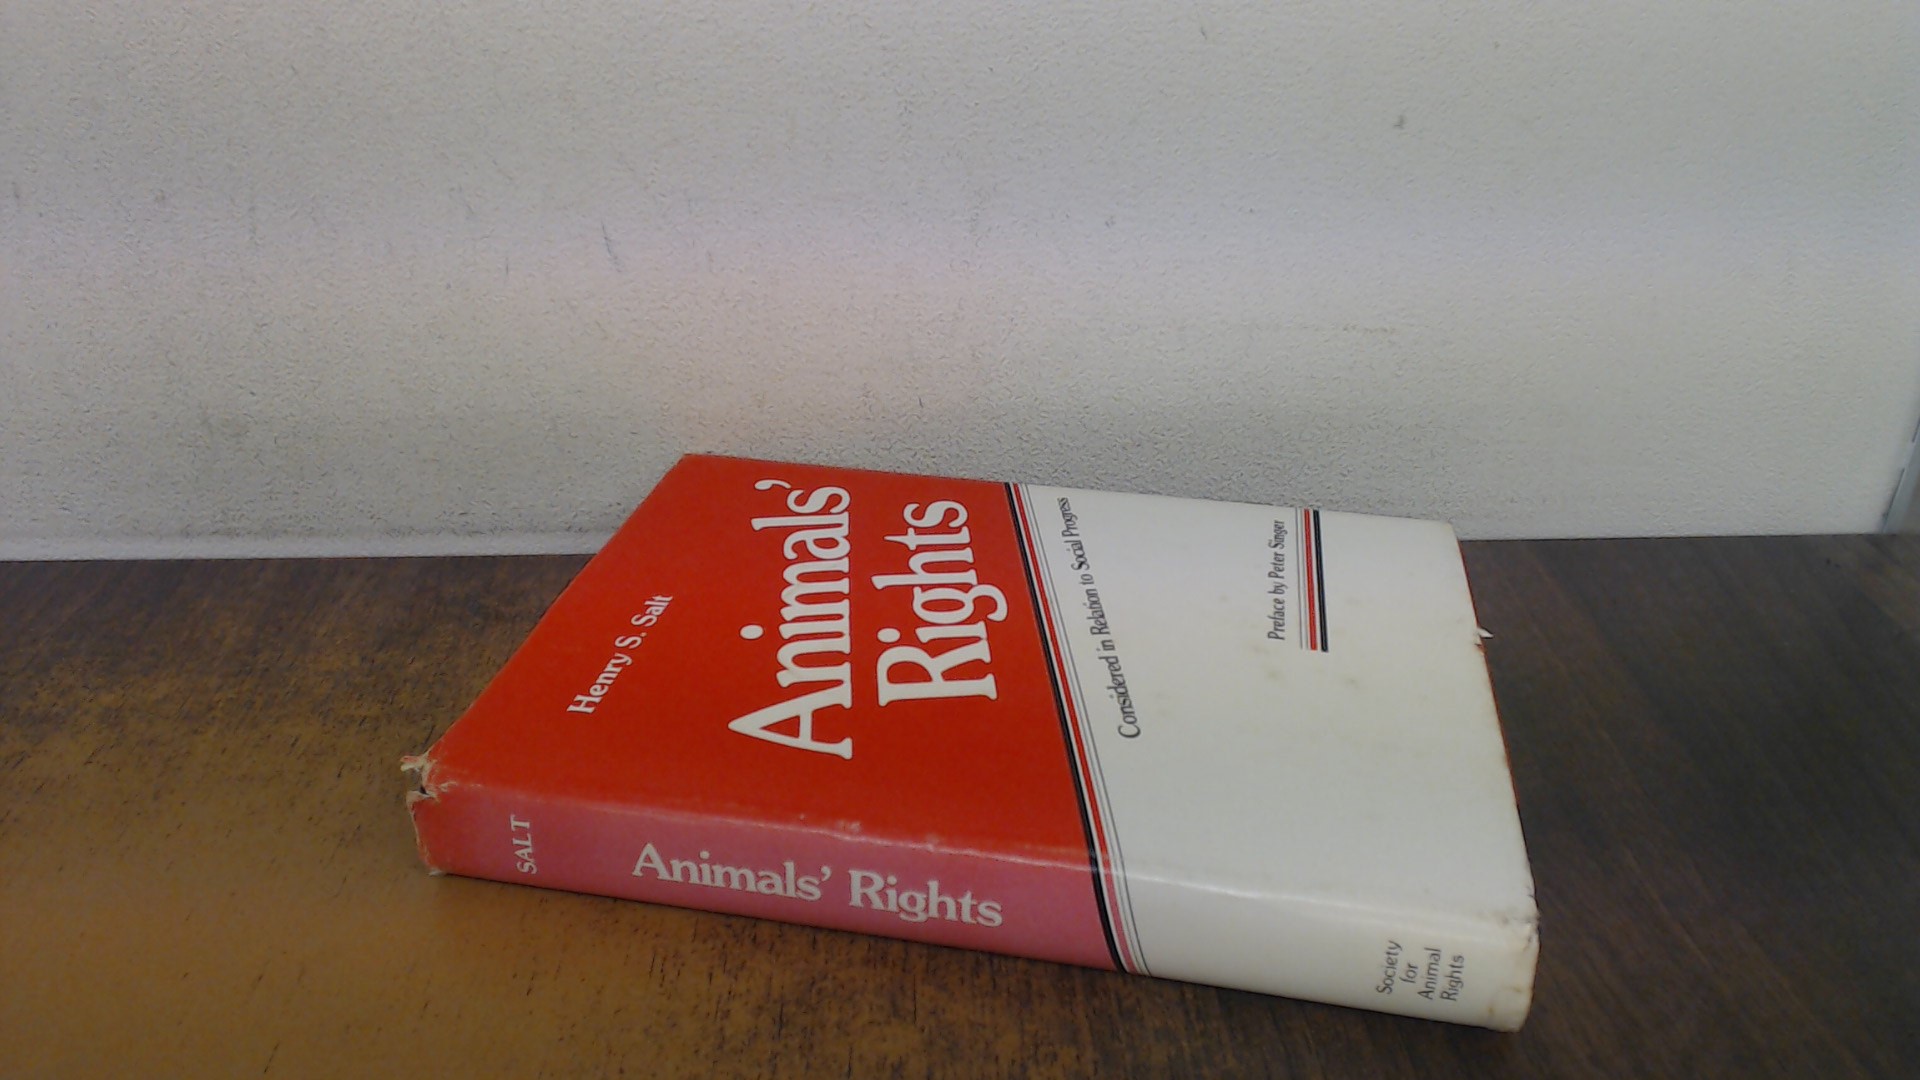 Henry S. Salt
Animals'
Rights
Considered in Relation to Social Progress
Preface by Peter Singer
SALT
Animals' Rights
Society
for
Animal
Rights